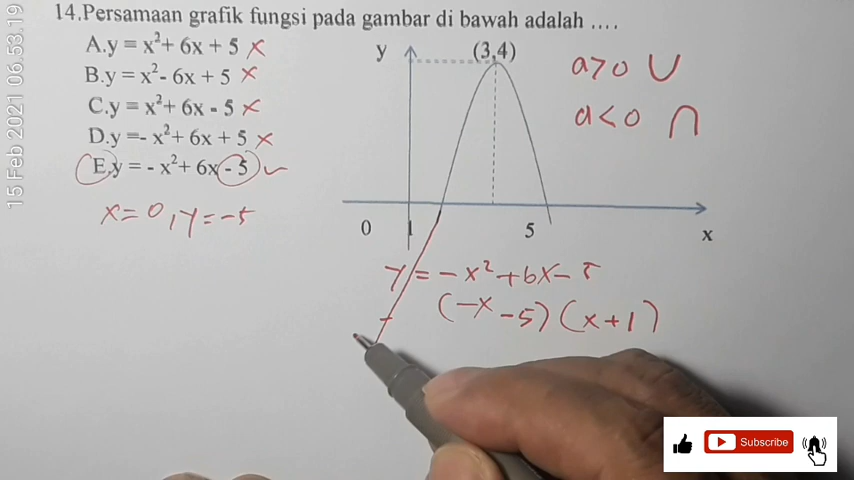 14.Persamaan grafik fungsi pada gambar di bawah adalah ....
A.y = x²+ 6x + 5 ×
B.y = x²- 6x + 5 ×
C.y = x²+ 6x - 5 ×
D.y =- x²+ 6x + 5 ×
E.y = - x²+ 6x - 5 ✓
x=0, y=-5
y
(3,4)
a>0 ∪
a<0 ∩
0 1 5
x
y = -x²+6x-5
(-x-5)(x+1)
15 Feb 2021 06.53.19
Subscribe